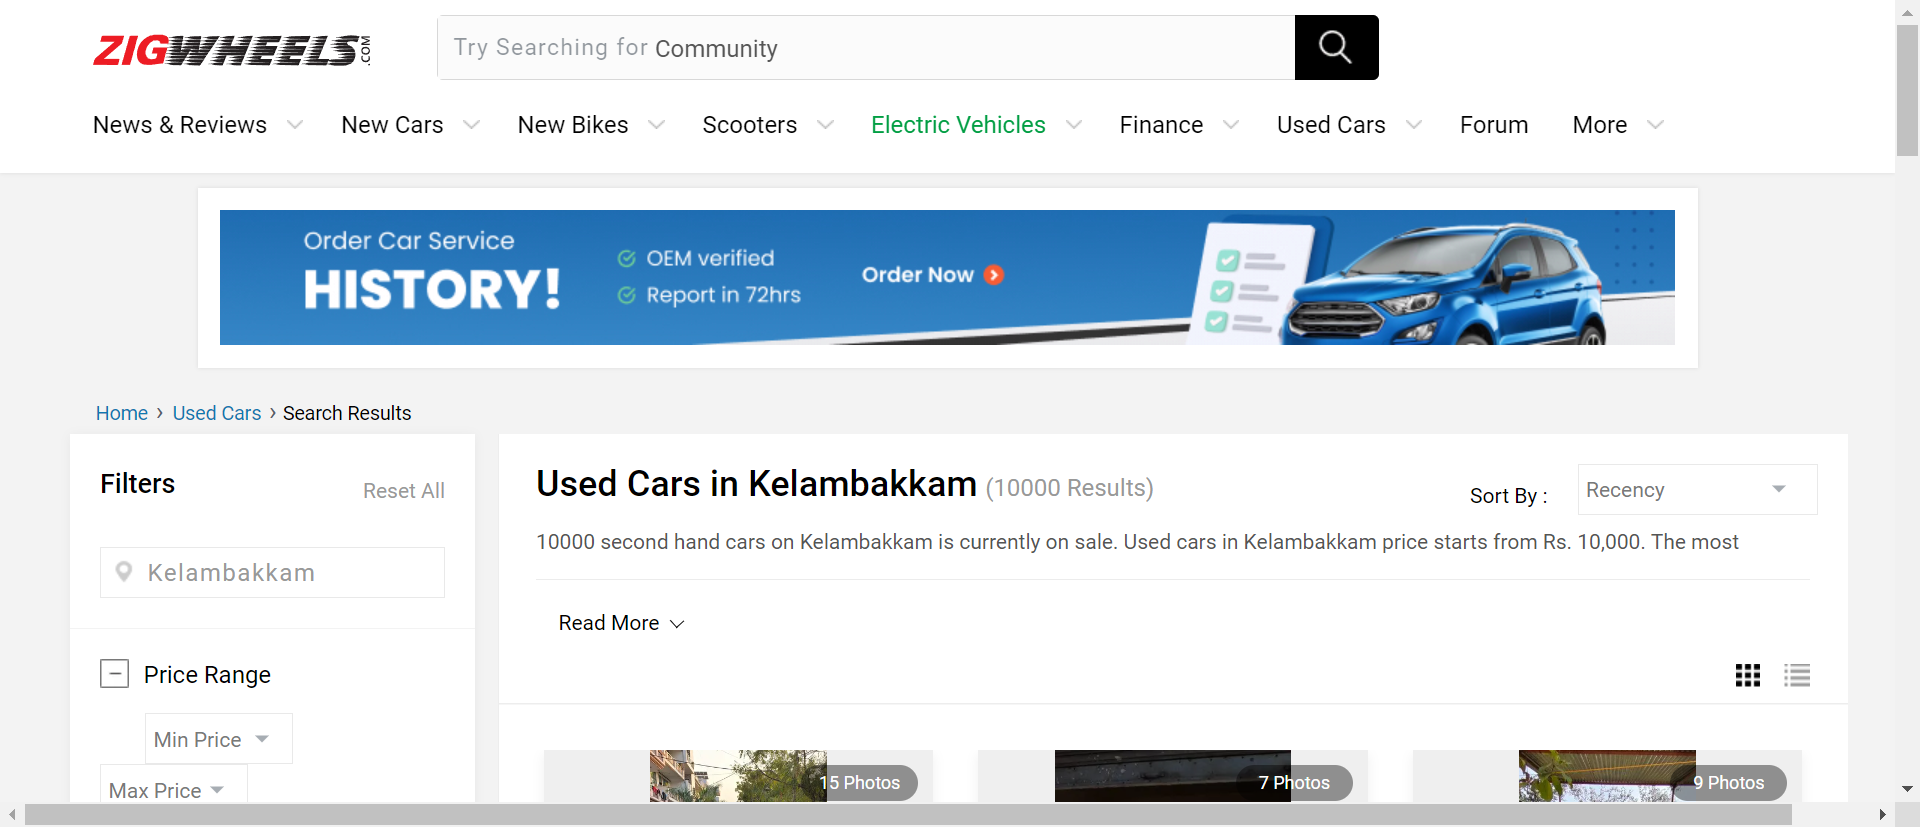 ZIGWHEELS.COM
Try Searching for Community
News & Reviews New Cars New Bikes Scooters Electric Vehicles Finance Used Cars Forum More
Order Car Service
HISTORY!
OEM verified
Report in 72hrs
Order Now
Home › Used Cars › Search Results
Filters
Reset All
Kelambakkam
Price Range
Min Price
Max Price
Used Cars in Kelambakkam (10000 Results)
Sort By :
Recency
10000 second hand cars on Kelambakkam is currently on sale. Used cars in Kelambakkam price starts from Rs. 10,000. The most
Read More
15 Photos
7 Photos
9 Photos